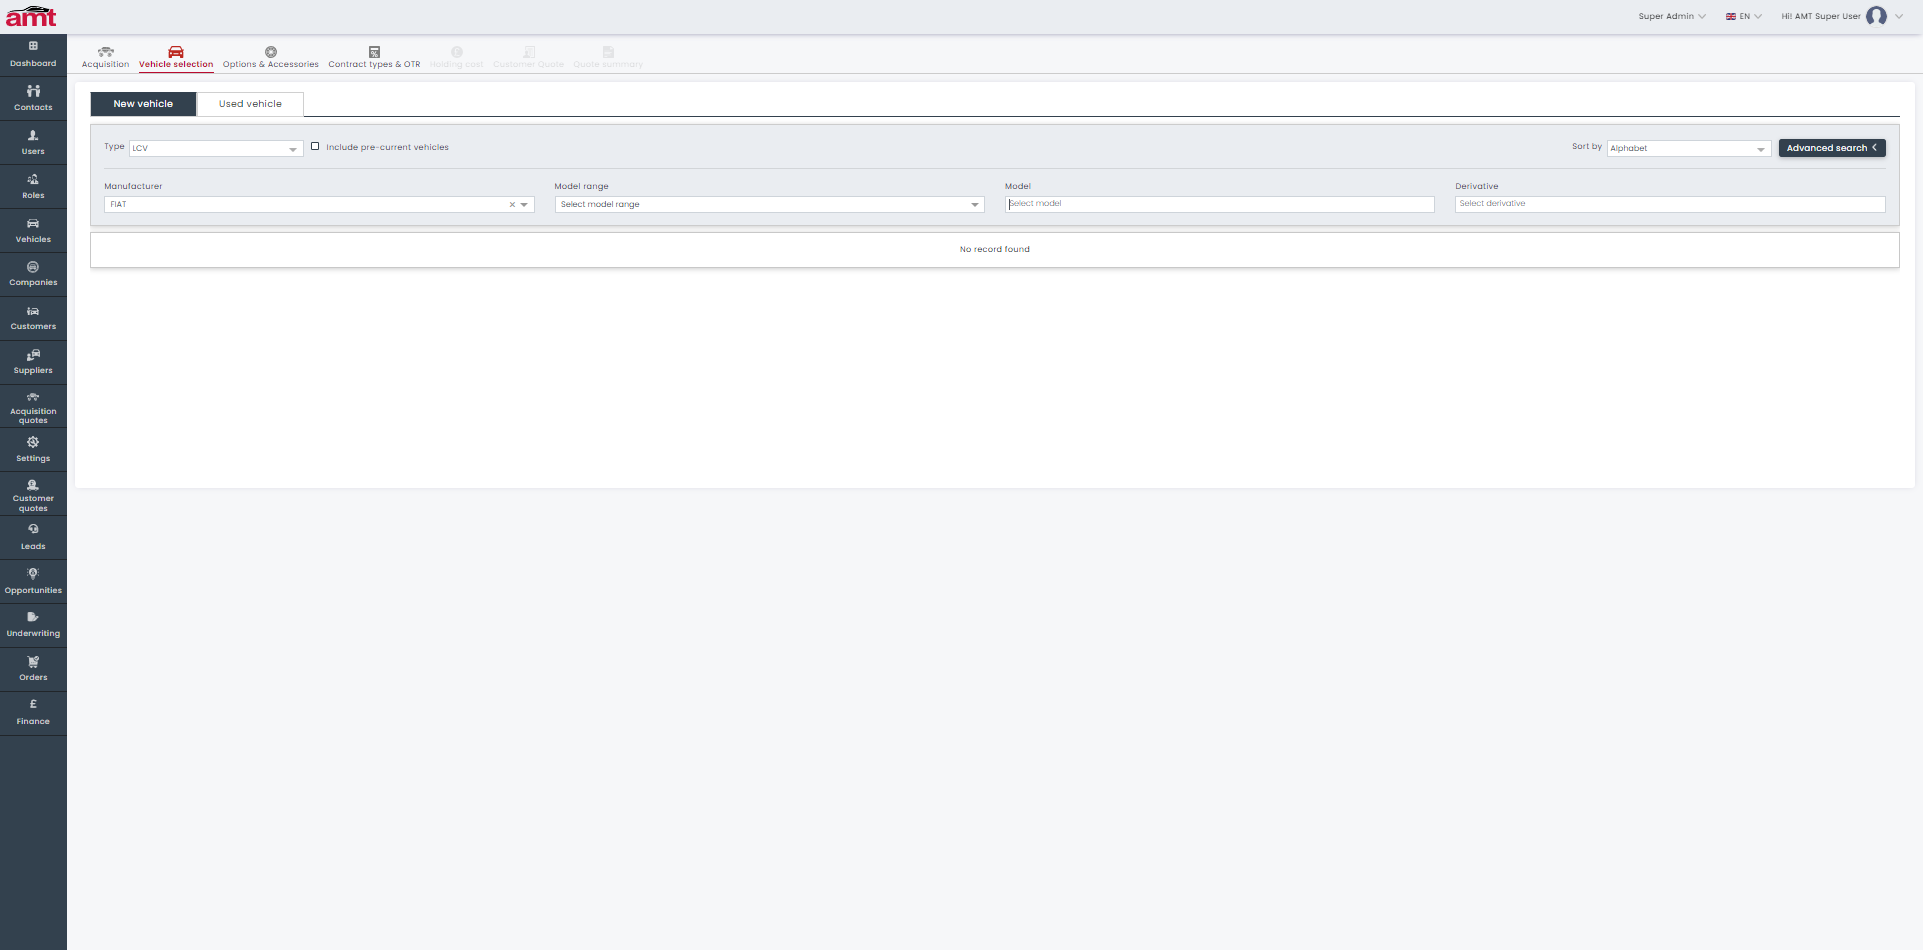 amt
Super Admin
EN
Hi! AMT Super User
Dashboard
Contacts
Users
Roles
Vehicles
Companies
Customers
Suppliers
Acquisition
quotes
Settings
Customer
quotes
Leads
Opportunities
Underwriting
Orders
Finance
Acquisition
Vehicle selection
Options & Accessories
Contract types & OTR
Holding cost
Customer Quote
Quote summary
New vehicle
Used vehicle
Type
LCV
Include pre-current vehicles
Sort by
Alphabet
Advanced search
Manufacturer
Model range
Model
Derivative
FIAT
Select model range
Select model
Select derivative
No record found